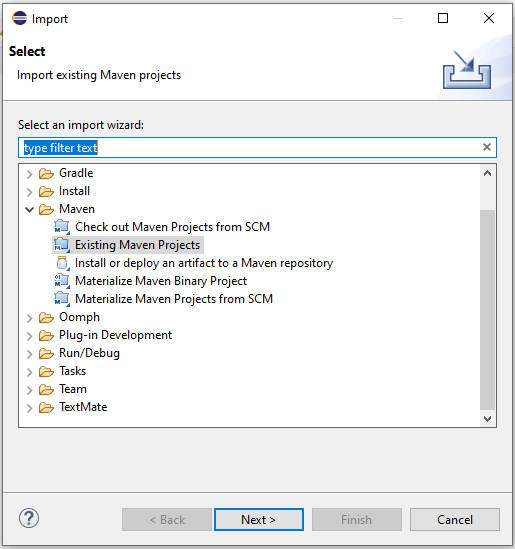 Import
Select
Import existing Maven projects
Select an import wizard:
type filter text
Gradle
Install
Maven
Check out Maven Projects from SCM
Existing Maven Projects
Install or deploy an artifact to a Maven repository
Materialize Maven Binary Project
Materialize Maven Projects from SCM
Oomph
Plug-in Development
Run/Debug
Tasks
Team
TextMate
< Back Next > Finish Cancel